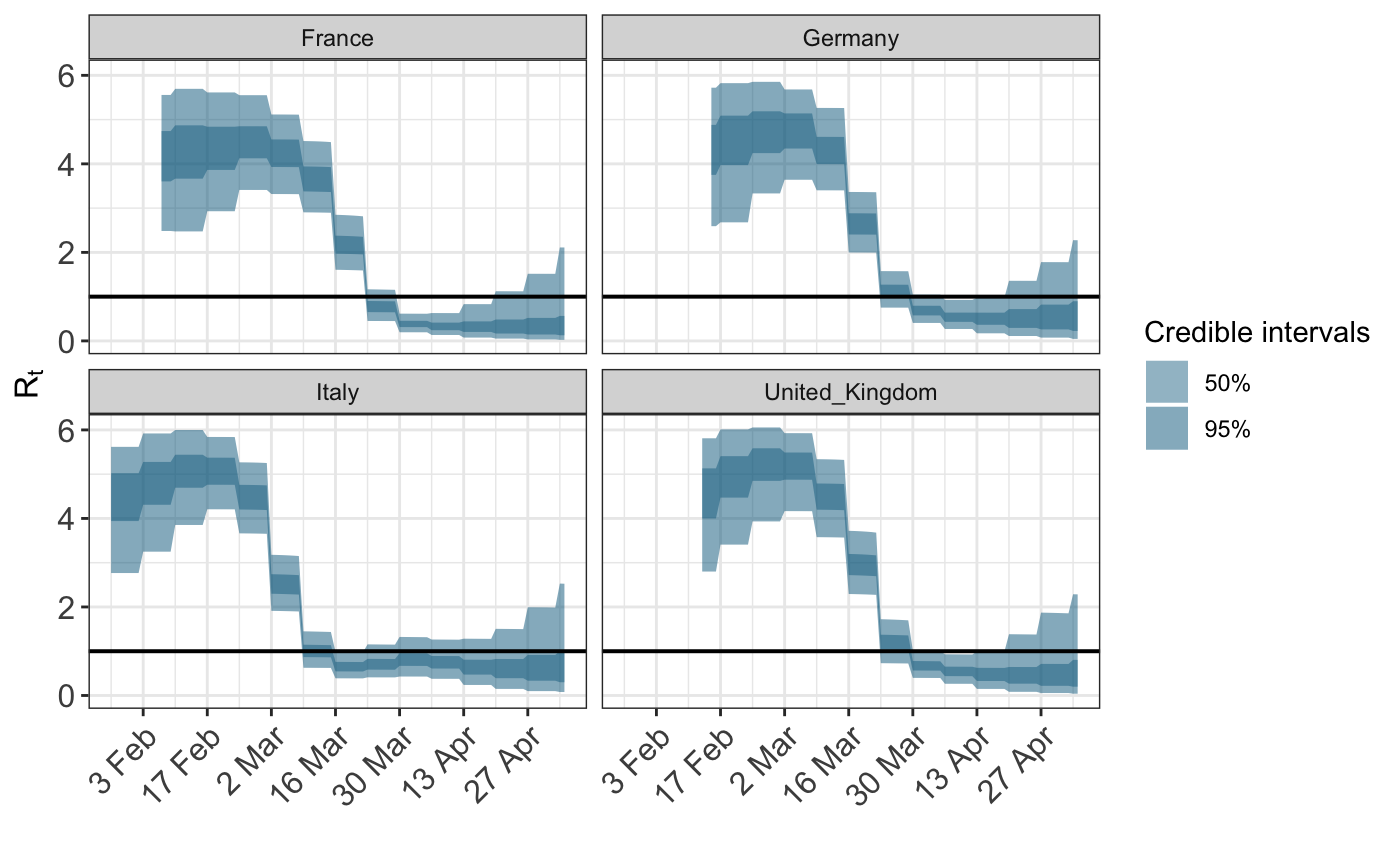 France
Germany
6
4
2
0
R_t
Italy
United_Kingdom
6
4
2
0
3 Feb
17 Feb
2 Mar
16 Mar
30 Mar
13 Apr
27 Apr
3 Feb
17 Feb
2 Mar
16 Mar
30 Mar
13 Apr
27 Apr
Credible intervals
50%
95%